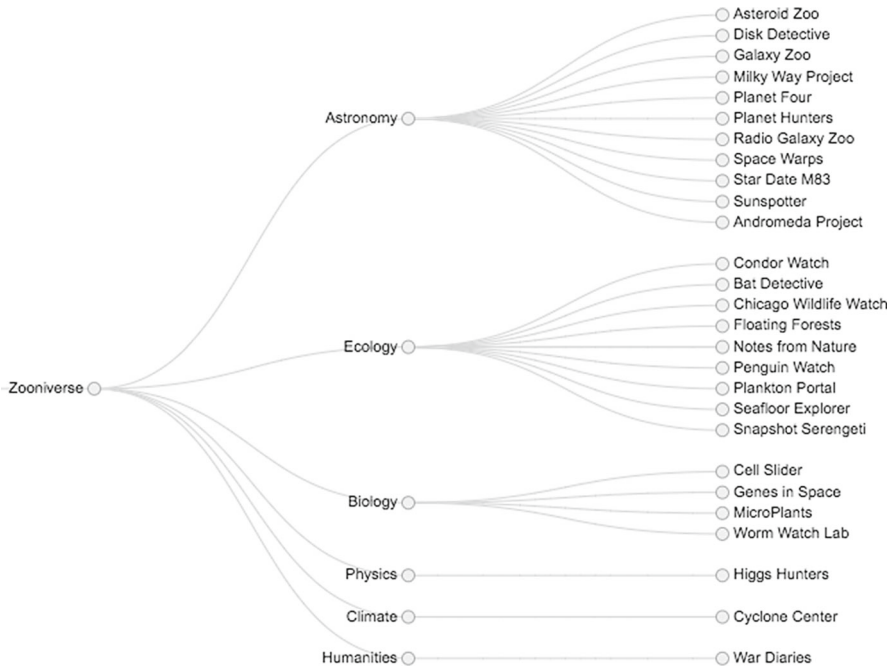 Zooniverse
Astronomy
Asteroid Zoo
Disk Detective
Galaxy Zoo
Milky Way Project
Planet Four
Planet Hunters
Radio Galaxy Zoo
Space Warps
Star Date M83
Sunspotter
Andromeda Project
Ecology
Condor Watch
Bat Detective
Chicago Wildlife Watch
Floating Forests
Notes from Nature
Penguin Watch
Plankton Portal
Seafloor Explorer
Snapshot Serengeti
Biology
Cell Slider
Genes in Space
MicroPlants
Worm Watch Lab
Physics
Higgs Hunters
Climate
Cyclone Center
Humanities
War Diaries